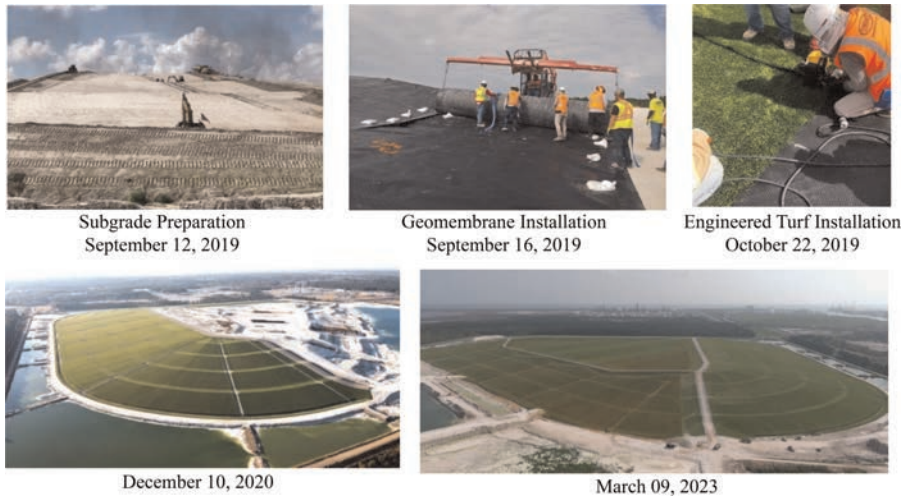 Subgrade Preparation
September 12, 2019
Geomembrane Installation
September 16, 2019
Engineered Turf Installation
October 22, 2019
December 10, 2020
March 09, 2023